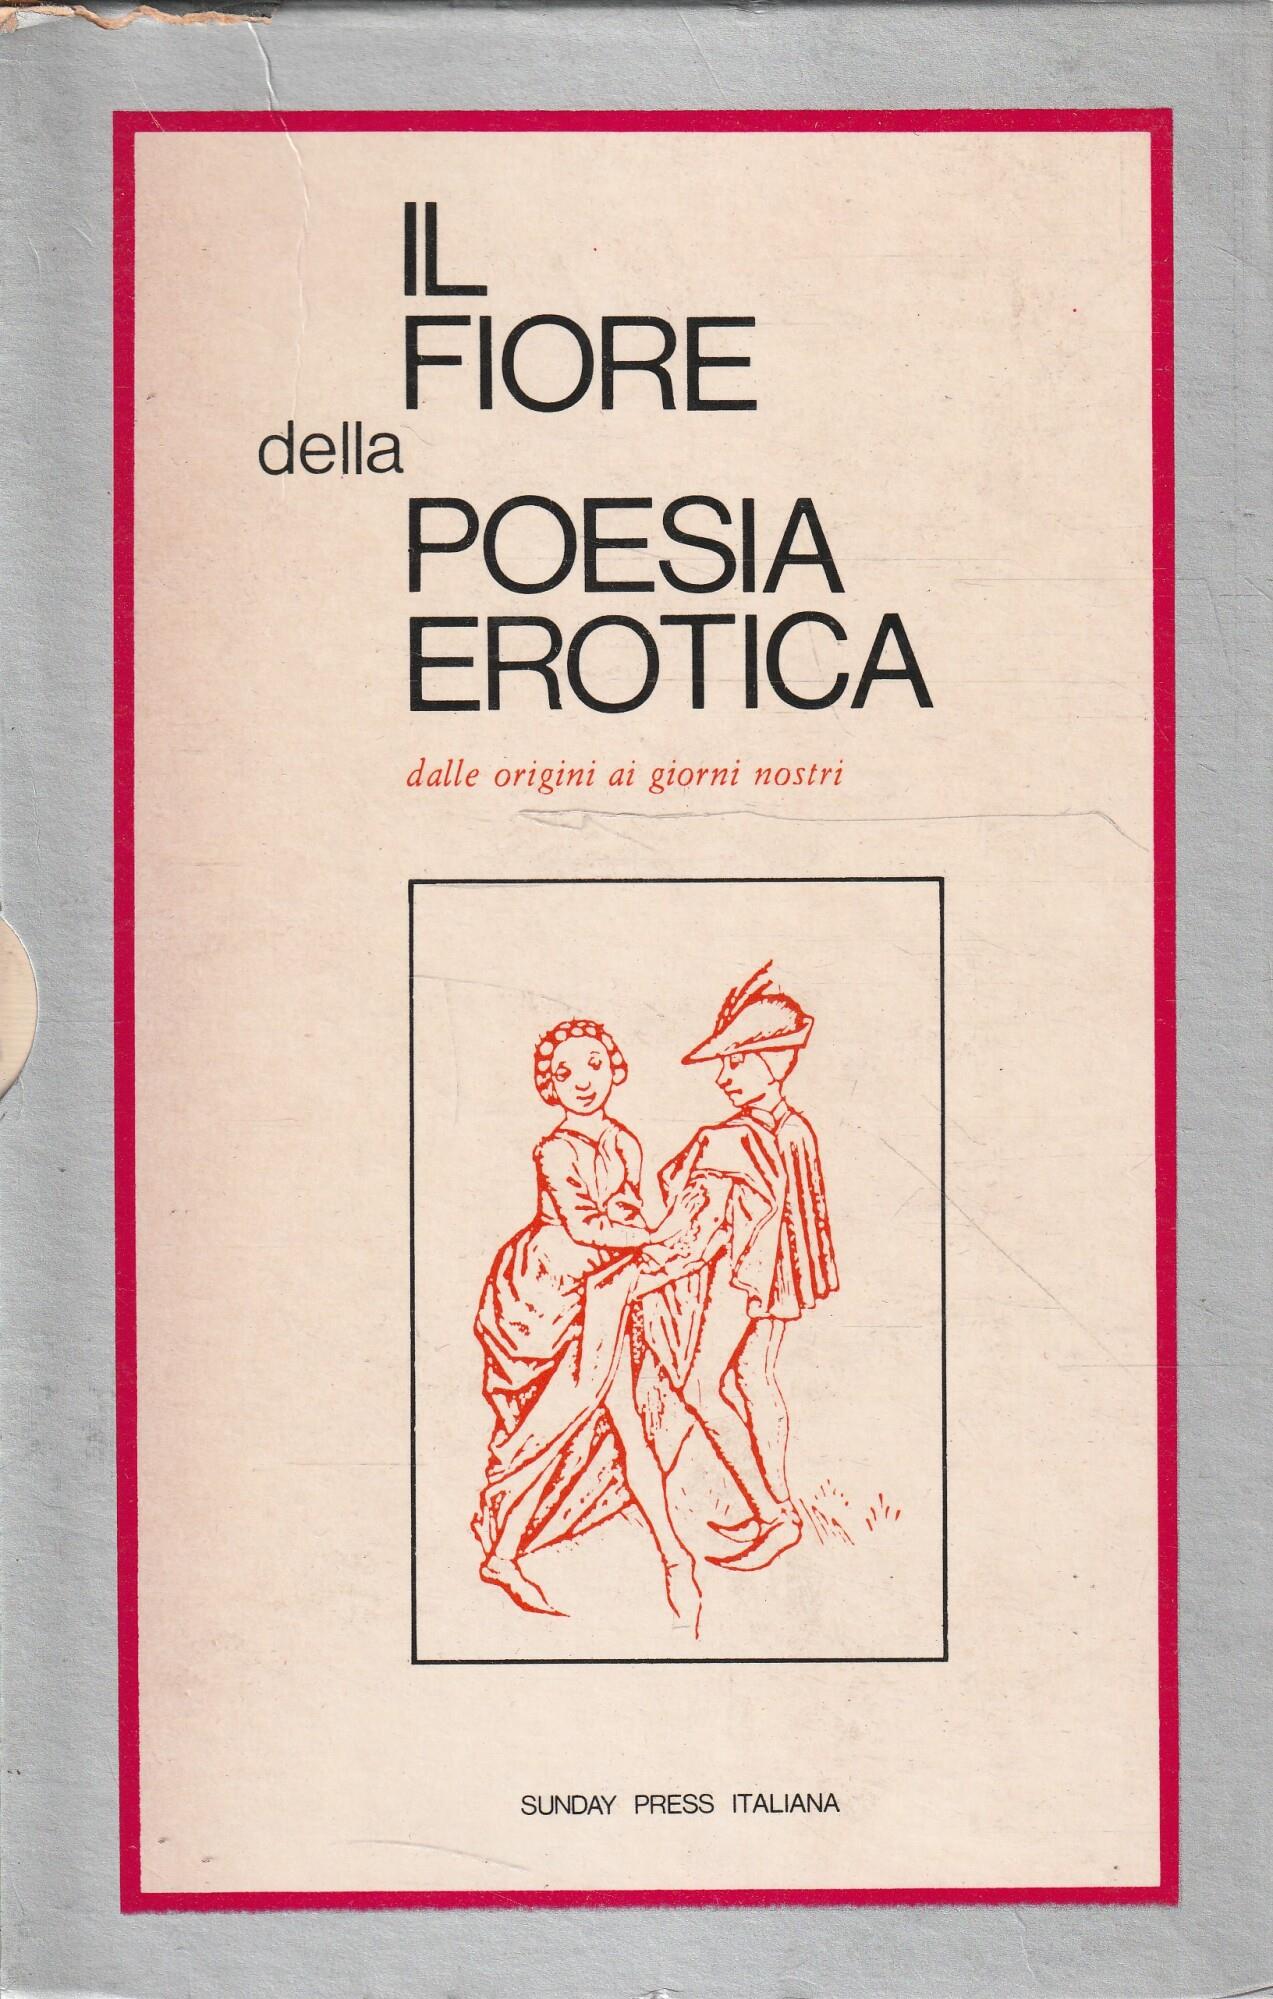 IL
FIORE
della
POESIA
EROTICA
dalle origini ai giorni nostri
SUNDAY PRESS ITALIANA